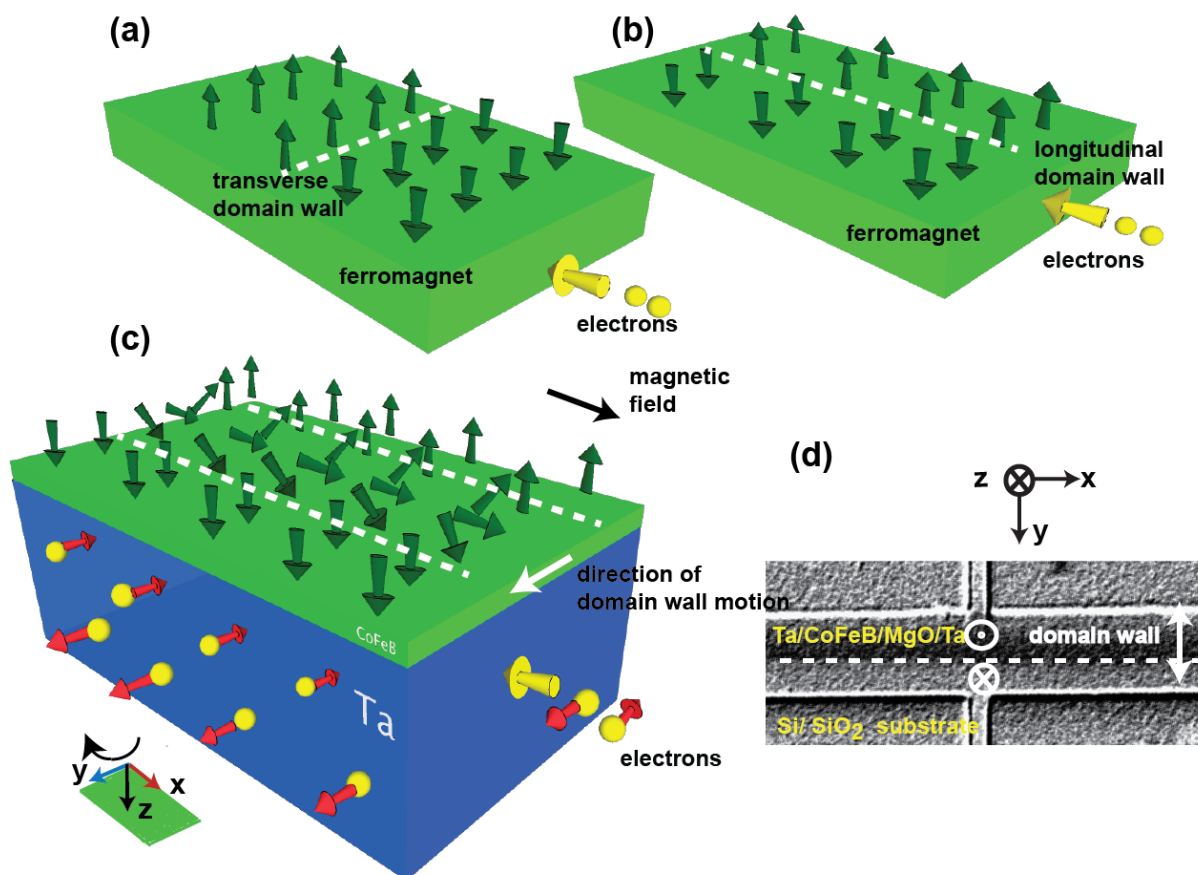 (a)
transverse
domain wall
ferromagnet
electrons
(b)
longitudinal
domain wall
ferromagnet
electrons
(c)
magnetic
field
direction of
domain wall motion
CoFeB
Ta
electrons
y
x
z
(d)
z
x
y
Ta/CoFeB/MgO/Ta
domain wall
Si/ SiO2 substrate